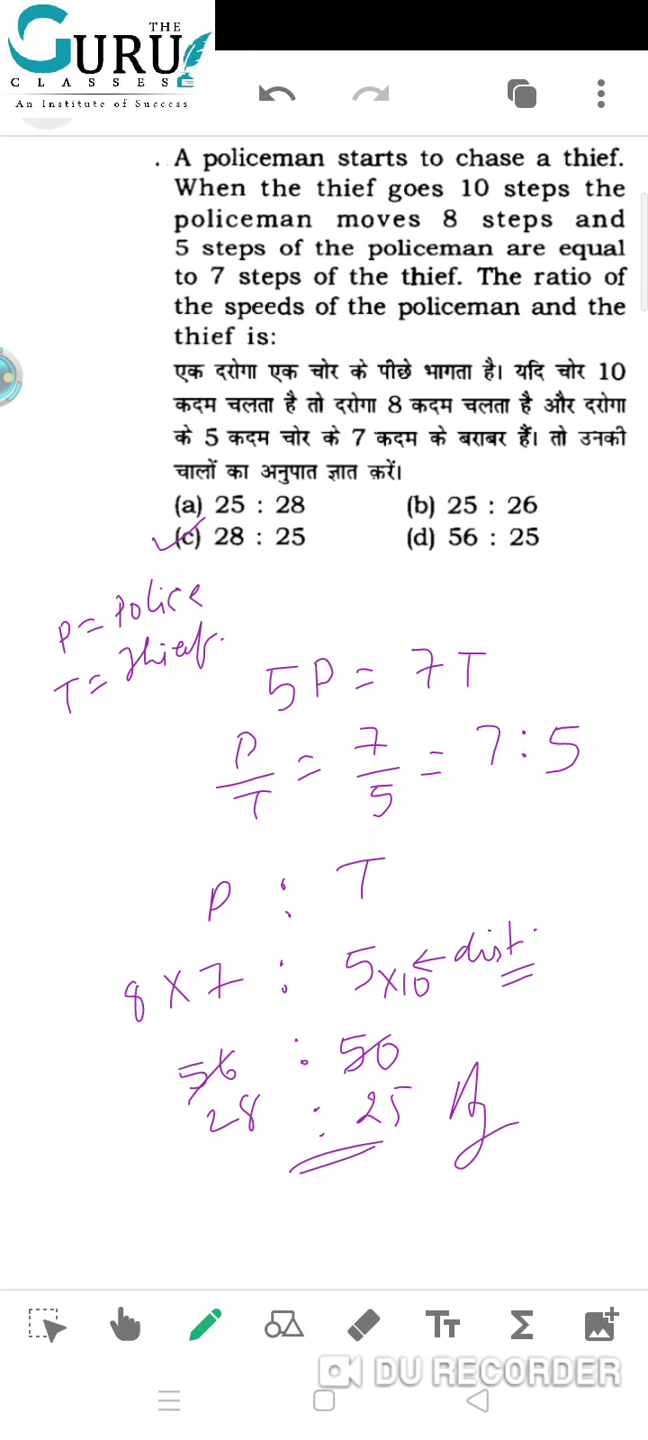 THE
GURU
CLASSES
An Institute of Success
. A policeman starts to chase a thief.
When the thief goes 10 steps the
policeman moves 8 steps and
5 steps of the policeman are equal
to 7 steps of the thief. The ratio of
the speeds of the policeman and the
thief is:
एक दरोगा एक चोर के पीछे भागता है। यदि चोर 10
कदम चलता है तो दरोगा 8 कदम चलता है और दरोगा
के 5 कदम चोर के 7 कदम के बराबर हैं। तो उनकी
चालों का अनुपात ज्ञात करें।
(a) 25 : 28 (b) 25 : 26
(c) 28 : 25 (d) 56 : 25
P = Police
T = Thief.
5P = 7T
P/T = 7/5 = 7:5
P : T
8 × 7 : 5 × 10 ← dist.
56 : 50
28 : 25
Tт
Σ
DU RECORDER